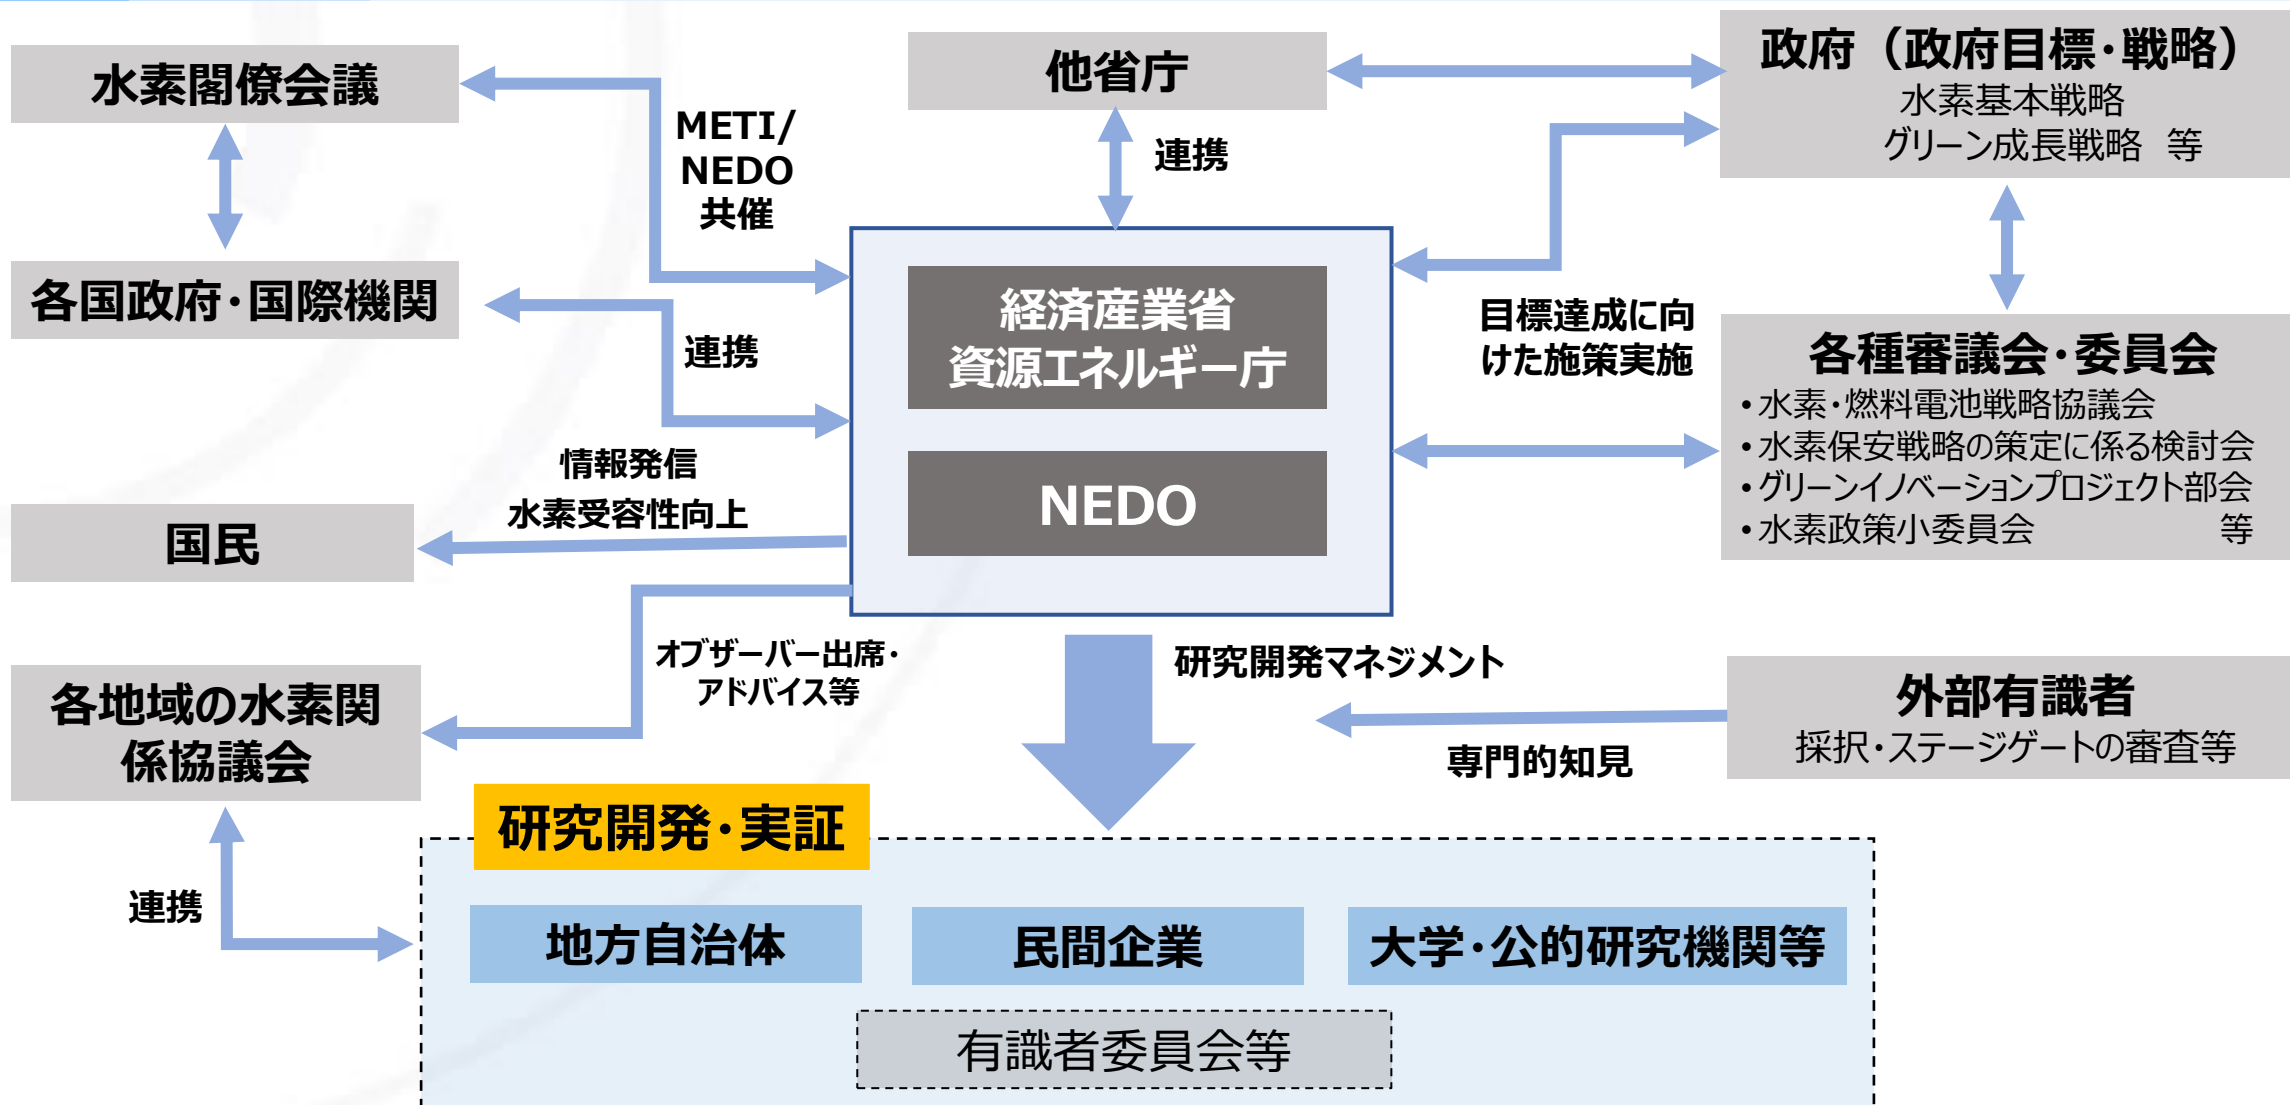 水素閣僚会議
METI/
NEDO
共催
他省庁
連携
政府（政府目標・戦略）
水素基本戦略
グリーン成長戦略　等
各国政府・国際機関
連携
経済産業省
資源エネルギー庁
NEDO
目標達成に向
けた施策実施
各種審議会・委員会
・水素・燃料電池戦略協議会
・水素保安戦略の策定に係る検討会
・グリーンイノベーションプロジェクト部会
・水素政策小委員会　等
情報発信
水素受容性向上
国民
オブザーバー出席・
アドバイス等
各地域の水素関
係協議会
研究開発マネジメント
外部有識者
採択・ステージゲートの審査等
専門的知見
連携
研究開発・実証
地方自治体
民間企業
大学・公的研究機関等
有識者委員会等